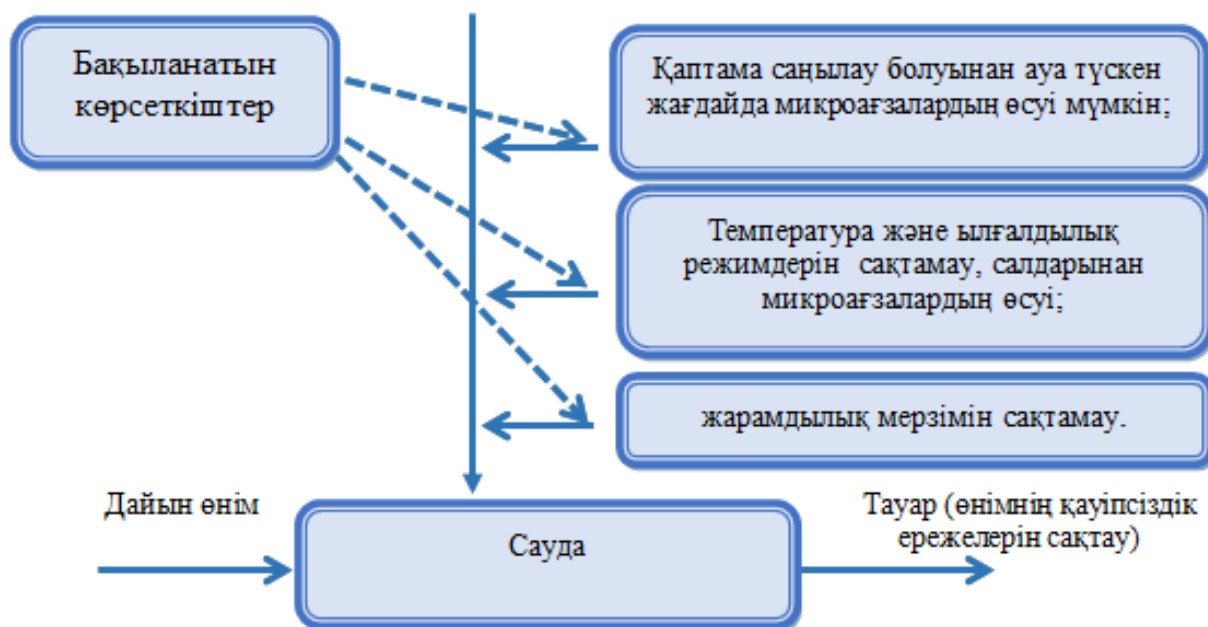 Бақыланатын
көрсеткіштер
Қаптама саңылау болуынан ауа түскен
жағдайда микроағзалардың өсуі мүмкін;
Температура және ылғалдылық
режимдерін сақтамау, салдарынан
микроағзалардың өсуі;
жарамдылық мерзімін сақтамау.
Дайын өнім
Сауда
Тауар (өнімнің қауіпсіздік
ережелерін сақтау)